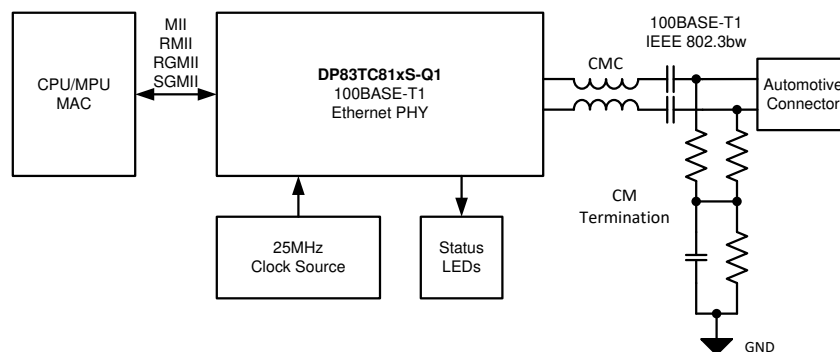 MII
RMII
RGMII
SGMII
CPU/MPU
MAC
DP83TC81xS-Q1
100BASE-T1
Ethernet PHY
CMC
100BASE-T1
IEEE 802.3bw
Automotive
Connector
CM
Termination
25MHz
Clock Source
Status
LEDs
GND